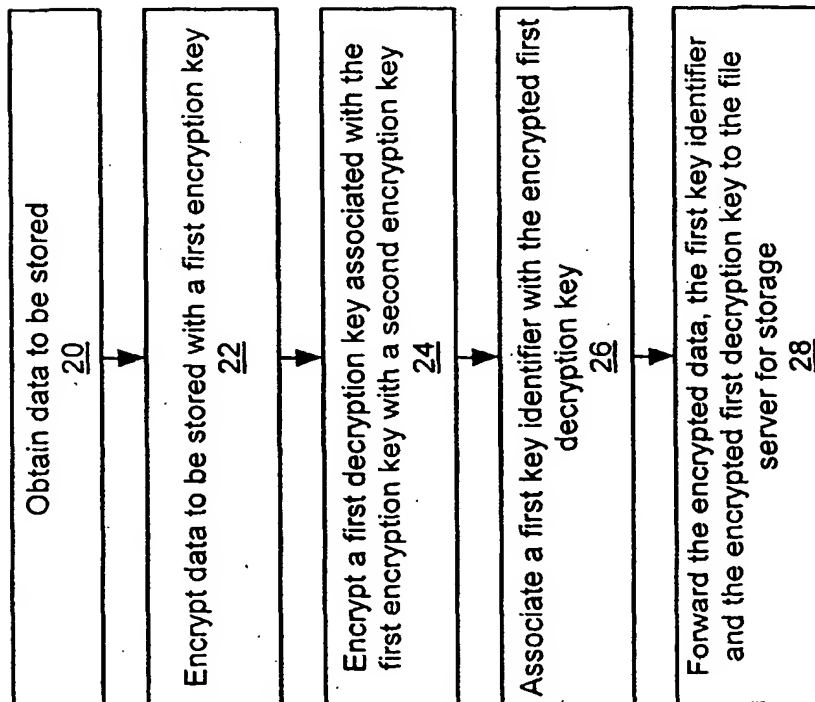 Obtain data to be stored
20
Encrypt data to be stored with a first encryption key
22
Encrypt a first decryption key associated with the
first encryption key with a second encryption key
24
Associate a first key identifier with the encrypted first
decryption key
26
Forward the encrypted data, the first key identifier
and the encrypted first decryption key to the file
server for storage
28